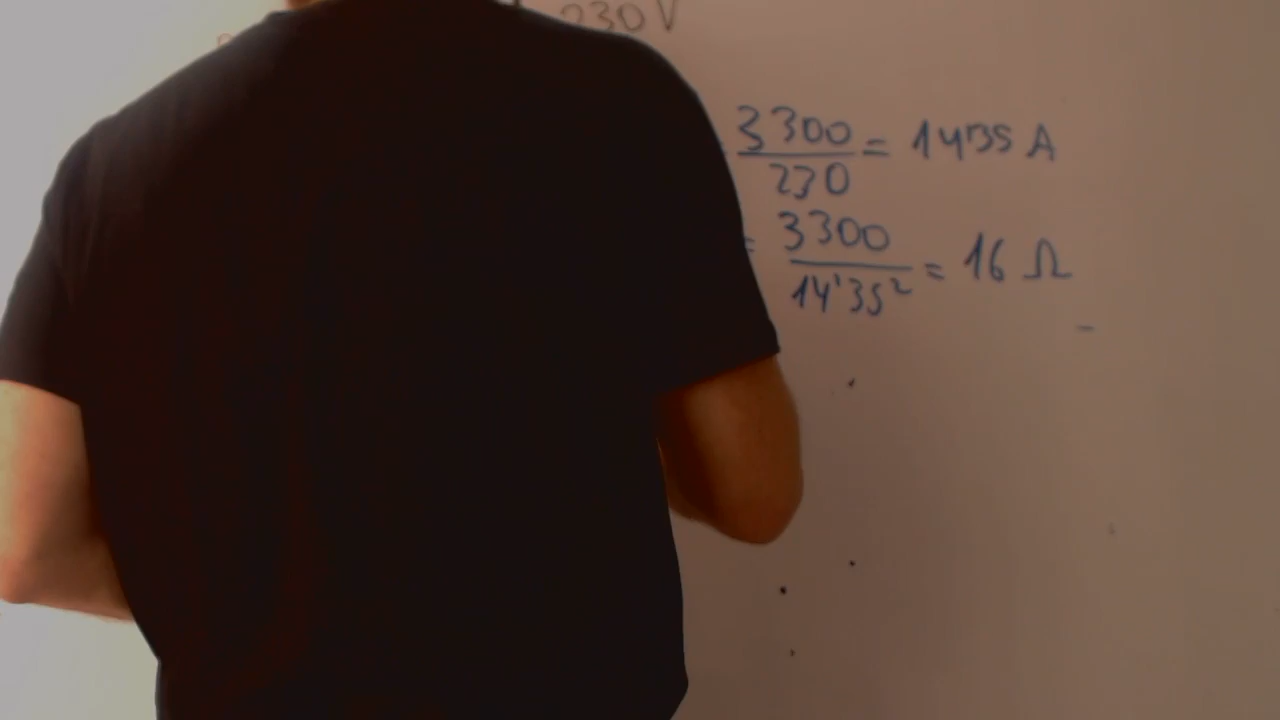 230 V
3300 / 230 = 14'35 A
= 3300 / 14'35² = 16 Ω